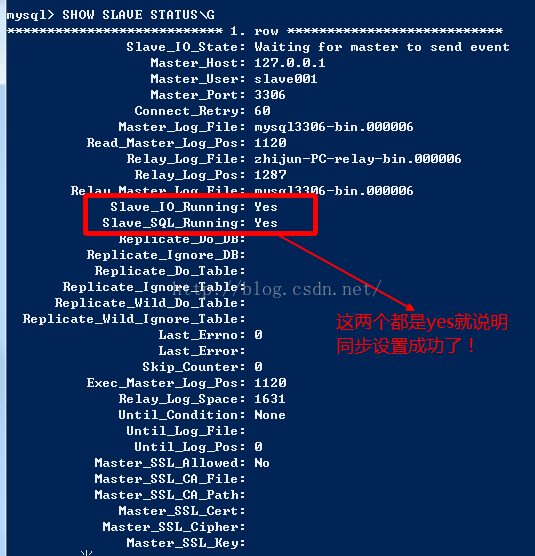 mysql> SHOW SLAVE STATUS\G
*************************** 1. row ***************************
Slave_IO_State: Waiting for master to send event
Master_Host: 127.0.0.1
Master_User: slave001
Master_Port: 3306
Connect_Retry: 60
Master_Log_File: mysql3306-bin.000006
Read_Master_Log_Pos: 1120
Relay_Log_File: zhijun-PC-relay-bin.000006
Relay_Log_Pos: 1287
Relay_Master_Log_File: mysql3306-bin.000006
Slave_IO_Running: Yes
Slave_SQL_Running: Yes
Replicate_Do_DB:
Replicate_Ignore_DB:
Replicate_Do_Table:
Replicate_Ignore_Table:
http://blog.csdn.net/
Replicate_Wild_Do_Table:
Replicate_Wild_Ignore_Table:
这两个都是yes就说明
同步设置成功了！
Last_Errno: 0
Last_Error:
Skip_Counter: 0
Exec_Master_Log_Pos: 1120
Relay_Log_Space: 1631
Until_Condition: None
Until_Log_File:
Until_Log_Pos: 0
Master_SSL_Allowed: No
Master_SSL_CA_File:
Master_SSL_CA_Path:
Master_SSL_Cert:
Master_SSL_Cipher:
Master_SSL_Key: